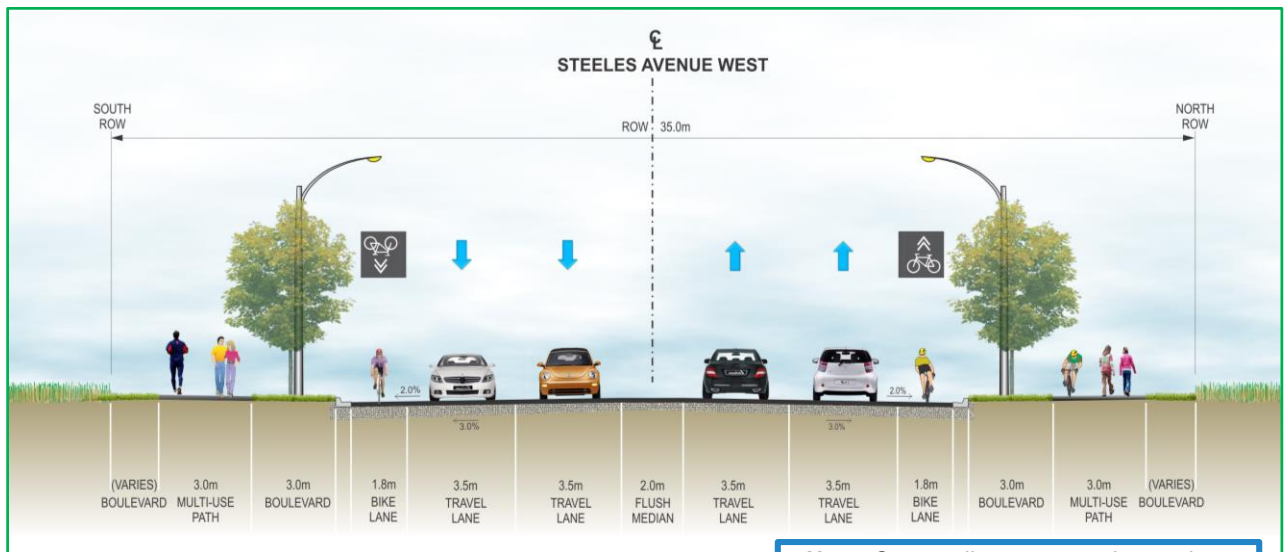 ℄
STEELES AVENUE WEST
SOUTH
ROW
NORTH
ROW
ROW 35.0m
2.0%
2.0%
3.0%
3.0%
(VARIES)
BOULEVARD
3.0m
MULTI-USE
PATH
3.0m
BOULEVARD
1.8m
BIKE
LANE
3.5m
TRAVEL
LANE
3.5m
TRAVEL
LANE
2.0m
FLUSH
MEDIAN
3.5m
TRAVEL
LANE
3.5m
TRAVEL
LANE
1.8m
BIKE
LANE
3.0m
BOULEVARD
3.0m
MULTI-USE
PATH
(VARIES)
BOULEVARD